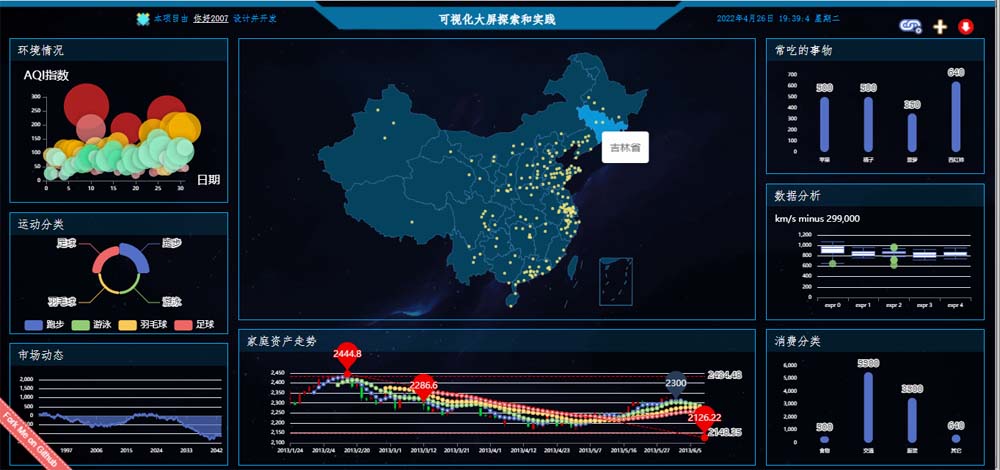 本项目由 你好2007 设计并开发
可视化大屏探索和实践
2022年4月26日 19:39:4 星期二
环境情况
AQI指数
300
250
200
150
100
50
0
0 5 10 15 20 25 30
日期
运动分类
足球
跑步
羽毛球
游泳
跑步 游泳 羽毛球 足球
市场动态
2,000
1,500
1,000
500
0
-500
1997 2006 2015 2024 2033 2042
Fork Me on Github
吉林省
家庭资产走势
2444.8
2286.6
2300
2126.22
2,450
2,400
2,350
2,300
2,250
2,200
2,150
2,100
2013/1/24 2013/2/4 2013/2/20 2013/3/1 2013/3/12 2013/3/21 2013/4/1 2013/4/12 2013/4/23 2013/5/7 2013/5/16 2013/5/27 2013/6/5
2148.35
常吃的事物
700
600
500
400
300
200
100
0
500
500
350
640
苹果 桔子 菠萝 西红柿
数据分析
km/s minus 299,000
1,200
1,000
800
600
400
200
0
expr 0 expr 1 expr 2 expr 3 expr 4
消费分类
6,000
5,000
4,000
3,000
2,000
1,000
0
500
5500
3500
640
食物 交通 服装 其它